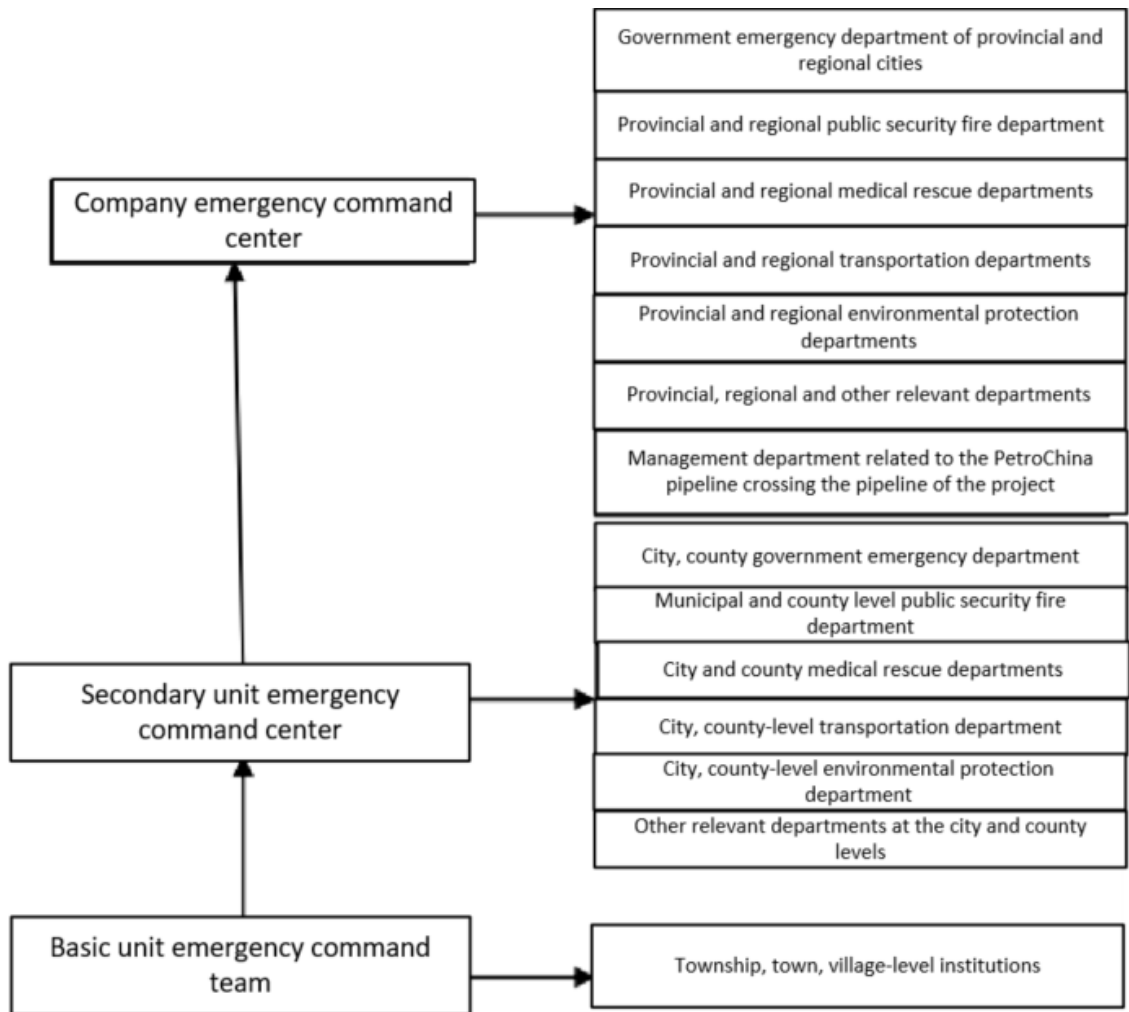 Government emergency department of provincial and
regional cities
Provincial and regional public security fire department
Provincial and regional medical rescue departments
Company emergency command
center
Provincial and regional transportation departments
Provincial and regional environmental protection
departments
Provincial, regional and other relevant departments
Management department related to the PetroChina
pipeline crossing the pipeline of the project
City, county government emergency department
Municipal and county level public security fire
department
City and county medical rescue departments
Secondary unit emergency
command center
City, county-level transportation department
City, county-level environmental protection
department
Other relevant departments at the city and county
levels
Basic unit emergency command
team
Township, town, village-level institutions